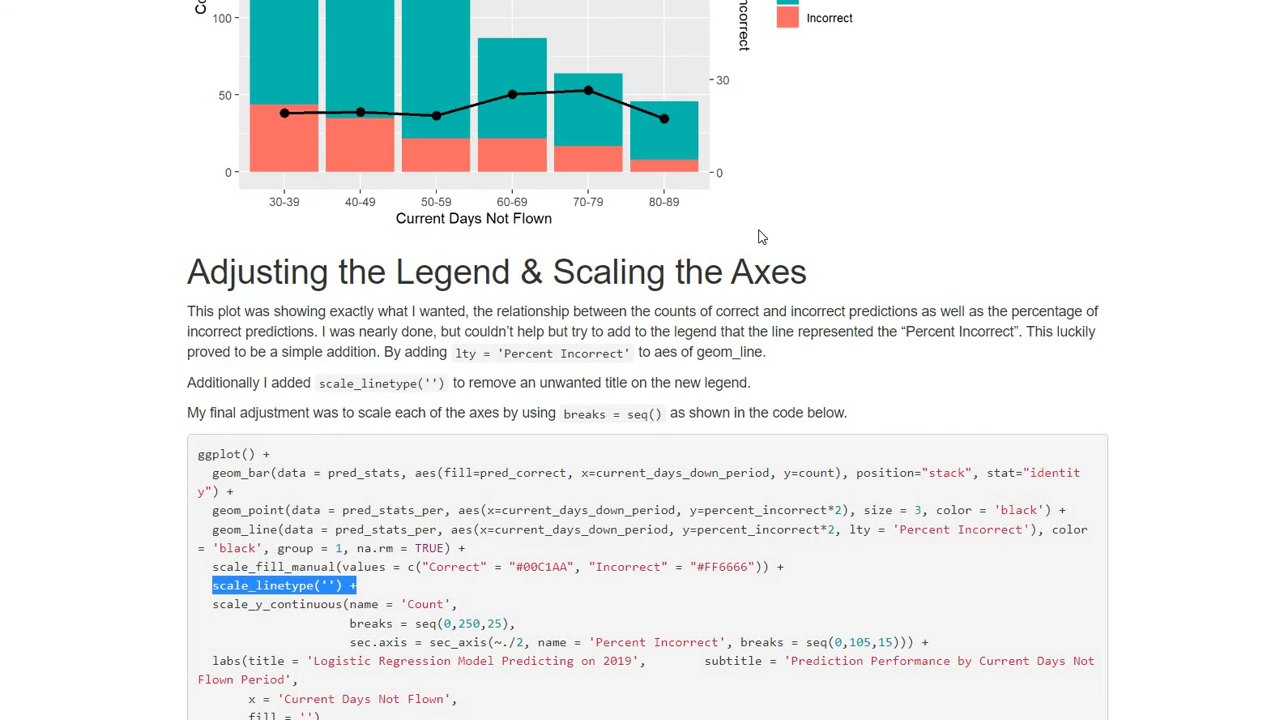 Co
100
50
0
30
0
Incorrect
Incorrect
30-39
40-49
50-59
60-69
70-79
80-89
Current Days Not Flown
Adjusting the Legend & Scaling the Axes
This plot was showing exactly what I wanted, the relationship between the counts of correct and incorrect predictions as well as the percentage of
incorrect predictions. I was nearly done, but couldn't help but try to add to the legend that the line represented the “Percent Incorrect”. This luckily
proved to be a simple addition. By adding lty = 'Percent Incorrect' to aes of geom_line.
Additionally I added scale_linetype('') to remove an unwanted title on the new legend.
My final adjustment was to scale each of the axes by using breaks = seq() as shown in the code below.
ggplot() +
geom_bar(data = pred_stats, aes(fill=pred_correct, x=current_days_down_period, y=count), position="stack", stat="identit
y") +
geom_point(data = pred_stats_per, aes(x=current_days_down_period, y=percent_incorrect*2), size = 3, color = 'black') +
geom_line(data = pred_stats_per, aes(x=current_days_down_period, y=percent_incorrect*2, lty = 'Percent Incorrect'), color
= 'black', group = 1, na.rm = TRUE) +
scale_fill_manual(values = c("Correct" = "#00C1AA", "Incorrect" = "#FF6666")) +
scale_linetype('') +
scale_y_continuous(name = 'Count',
breaks = seq(0,250,25),
sec.axis = sec_axis(~./2, name = 'Percent Incorrect', breaks = seq(0,105,15))) +
labs(title = 'Logistic Regression Model Predicting on 2019', subtitle = 'Prediction Performance by Current Days Not
Flown Period',
x = 'Current Days Not Flown',
fill = '')